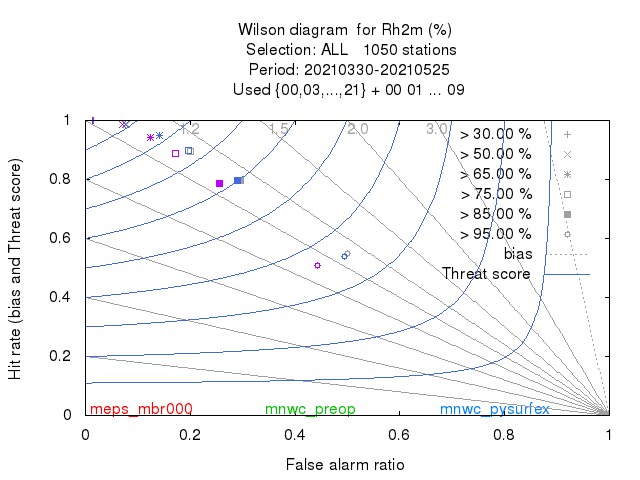 Wilson diagram  for Rh2m (%)
Selection: ALL   1050 stations
Period: 20210330-20210525
Used {00,03,...,21} + 00 01 ... 09
Hit rate (bias and Threat score)
1
0.8
0.6
0.4
0.2
0
1.2
1.5
2.0
3.0
> 30.00 %
> 50.00 %
> 65.00 %
> 75.00 %
> 85.00 %
> 95.00 %
bias
Threat score
meps_mbr000
mnwc_preop
mnwc_pysurfex
0
0.2
0.4
0.6
0.8
1
False alarm ratio